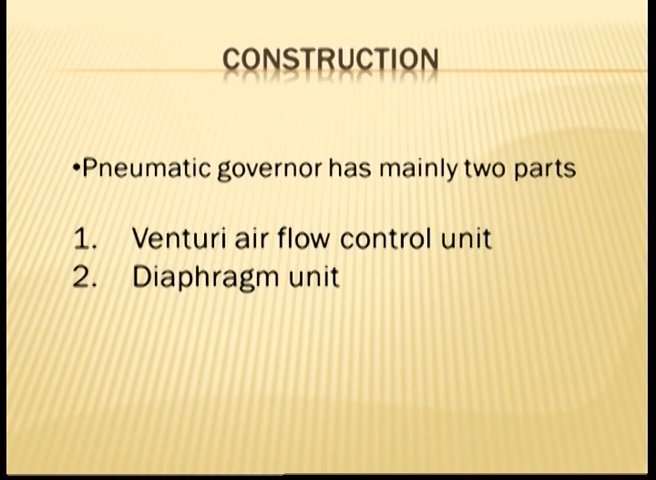 CONSTRUCTION
•Pneumatic governor has mainly two parts
1. Venturi air flow control unit
2. Diaphragm unit